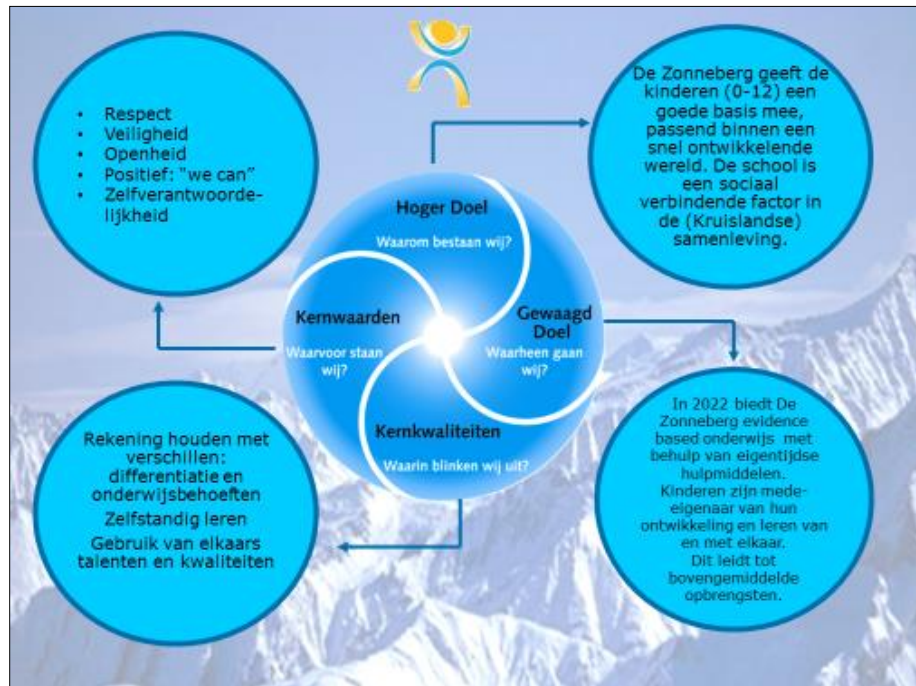 • Respect
• Veiligheid
• Openheid
• Positief: "we can"
• Zelfverantwoorde-
lijkheid
De Zonneberg geeft de
kinderen (0-12) een
goede basis mee,
passend binnen een
snel ontwikkelende
wereld. De school is
een sociaal
verbindende factor in
de (Kruislandse)
samenleving.
Hoger Doel
Waarom bestaan wij?
Kernwaarden
Waarvoor staan
wij?
Gewaagd
Doel
Waarheen gaan
wij?
Kernkwaliteiten
Waarin blinken wij uit?
Rekening houden met
verschillen:
differentiatie en
onderwijsbehoeften
Zelfstandig leren
Gebruik van elkaars
talenten en kwaliteiten
In 2022 biedt De
Zonneberg evidence
based onderwijs met
behulp van eigentijdse
hulpmiddelen.
Kinderen zijn mede-
eigenaar van hun
ontwikkeling en leren van
en met elkaar.
Dit leidt tot
bovengemiddelde
opbrengsten.